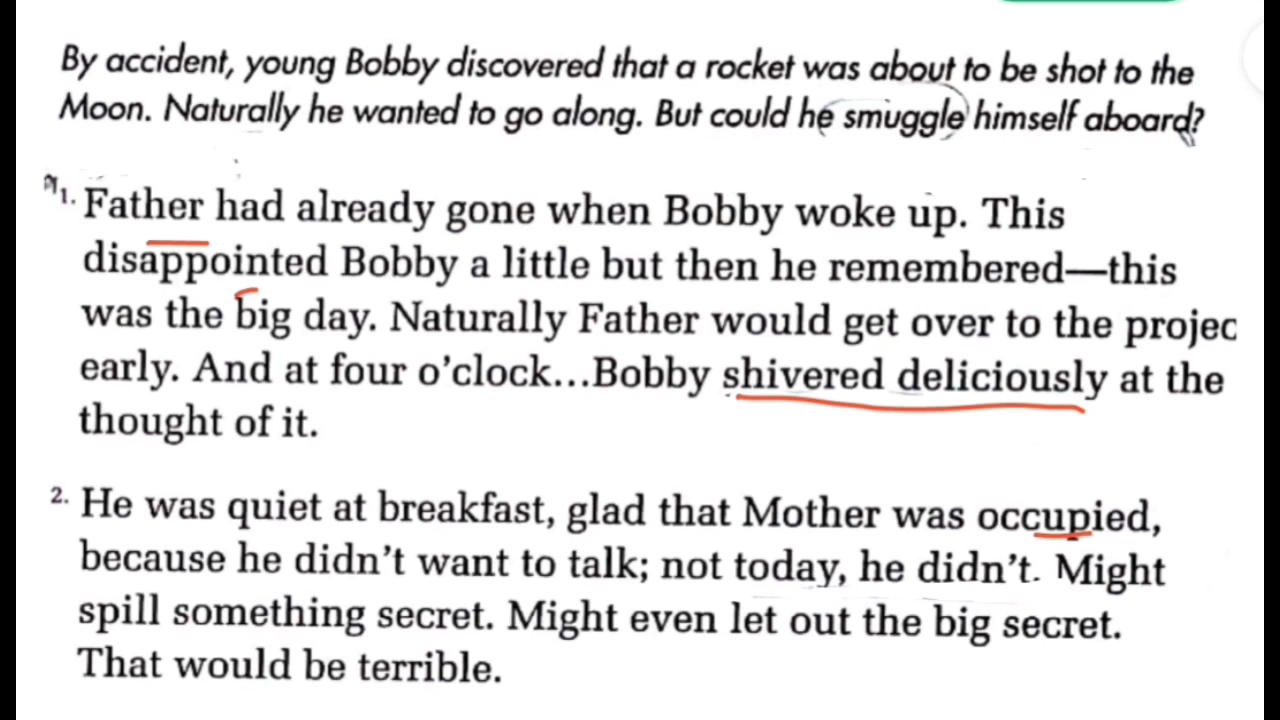 By accident, young Bobby discovered that a rocket was about to be shot to the
Moon. Naturally he wanted to go along. But could he smuggle himself aboard?
1. Father had already gone when Bobby woke up. This
disappointed Bobby a little but then he remembered—this
was the big day. Naturally Father would get over to the projec
early. And at four o'clock...Bobby shivered deliciously at the
thought of it.
2. He was quiet at breakfast, glad that Mother was occupied,
because he didn't want to talk; not today, he didn't. Might
spill something secret. Might even let out the big secret.
That would be terrible.